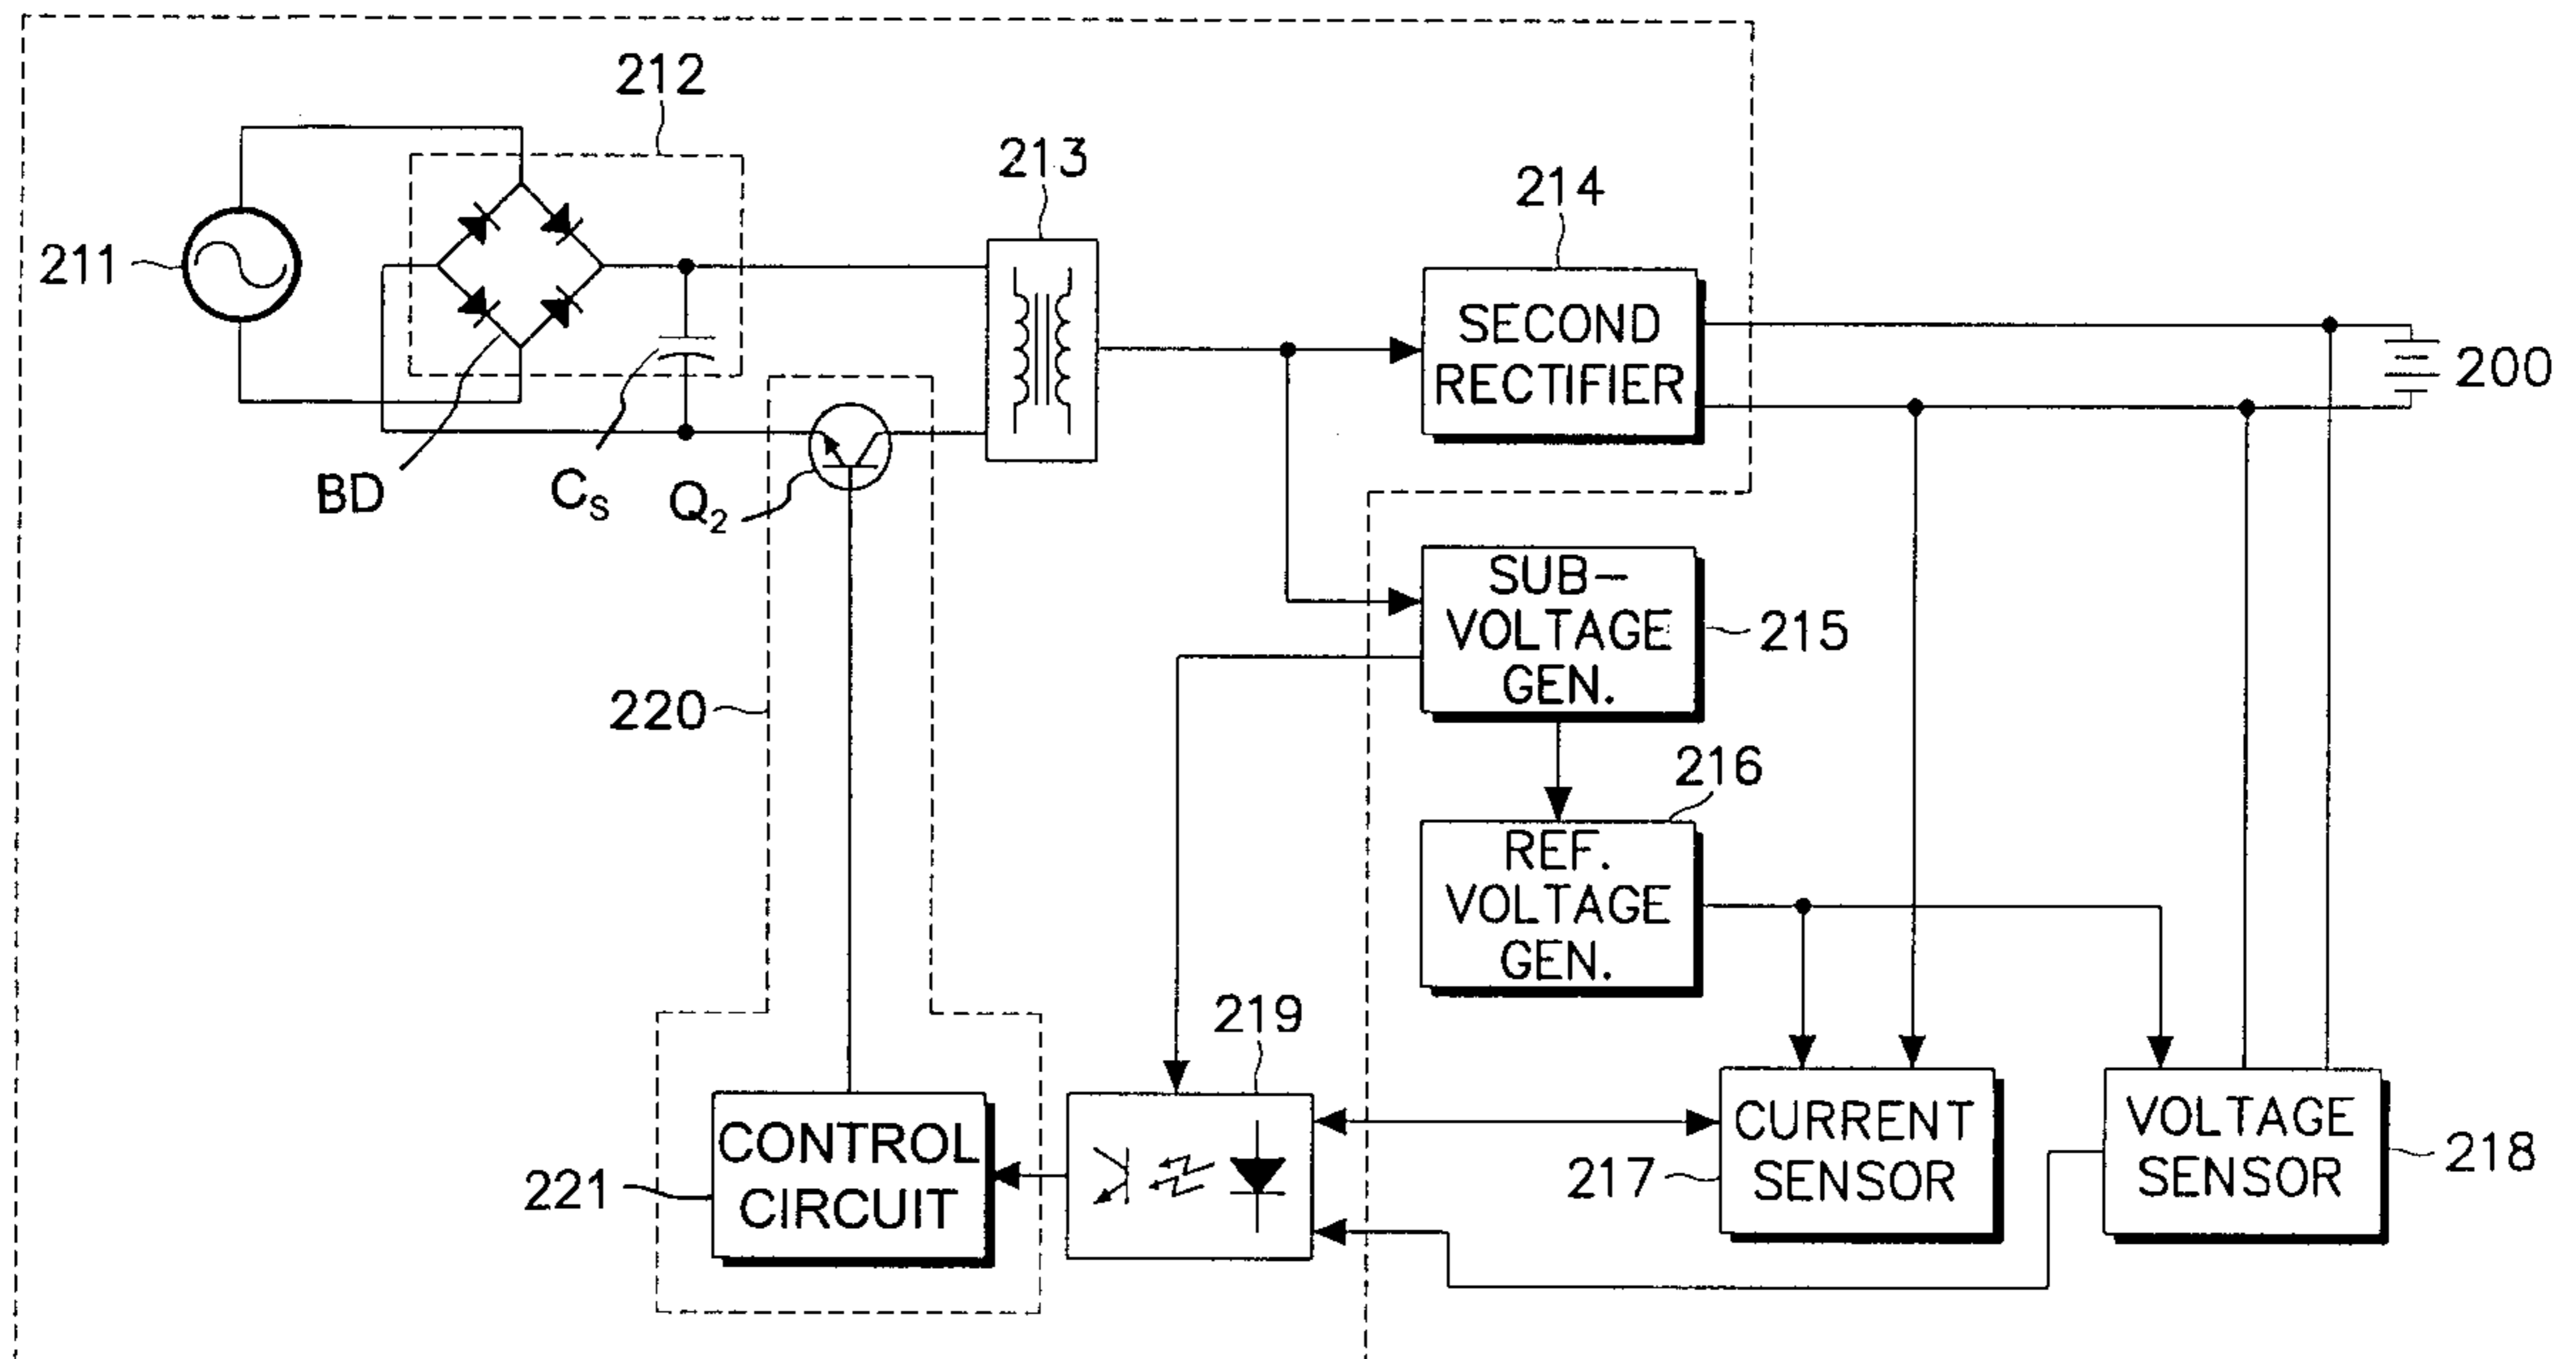 212
213
214
211
SECOND
RECTIFIER
200
BD
CS
Q2
SUB-
VOLTAGE
GEN.
215
220
216
REF.
VOLTAGE
GEN.
219
CONTROL
CIRCUIT
221
CURRENT
SENSOR
217
VOLTAGE
SENSOR
218